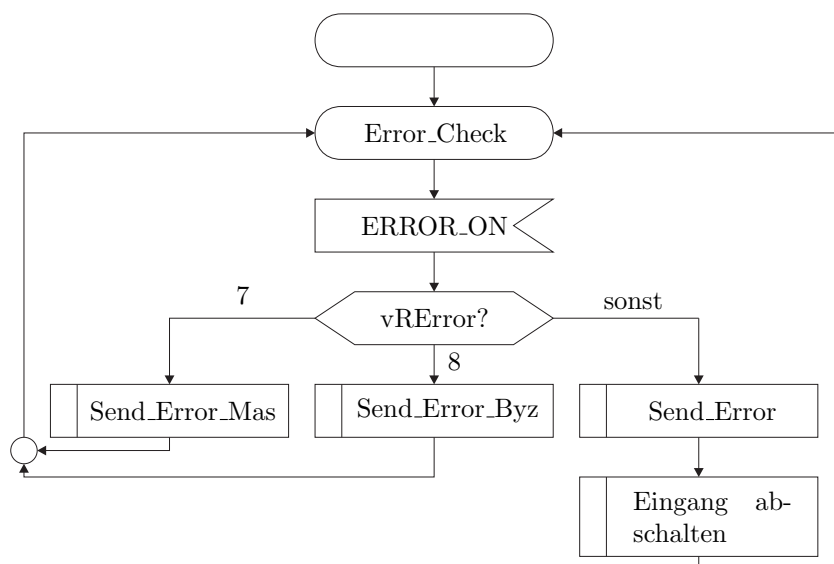 Error_Check
ERROR_ON
7
sonst
vRError?
8
Send_Error_Mas
Send_Error_Byz
Send_Error
Eingang ab-
schalten